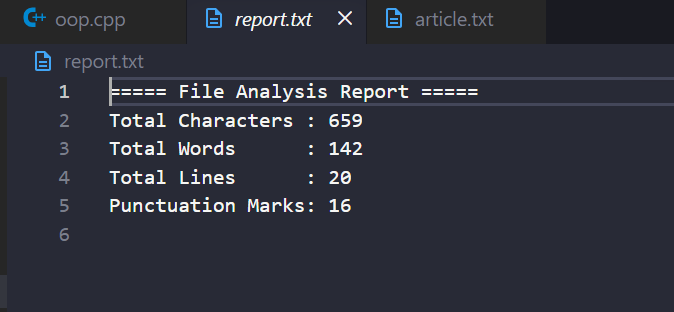 oop.cpp report.txt article.txt
report.txt
1 ===== File Analysis Report =====
2 Total Characters : 659
3 Total Words      : 142
4 Total Lines      : 20
5 Punctuation Marks: 16
6